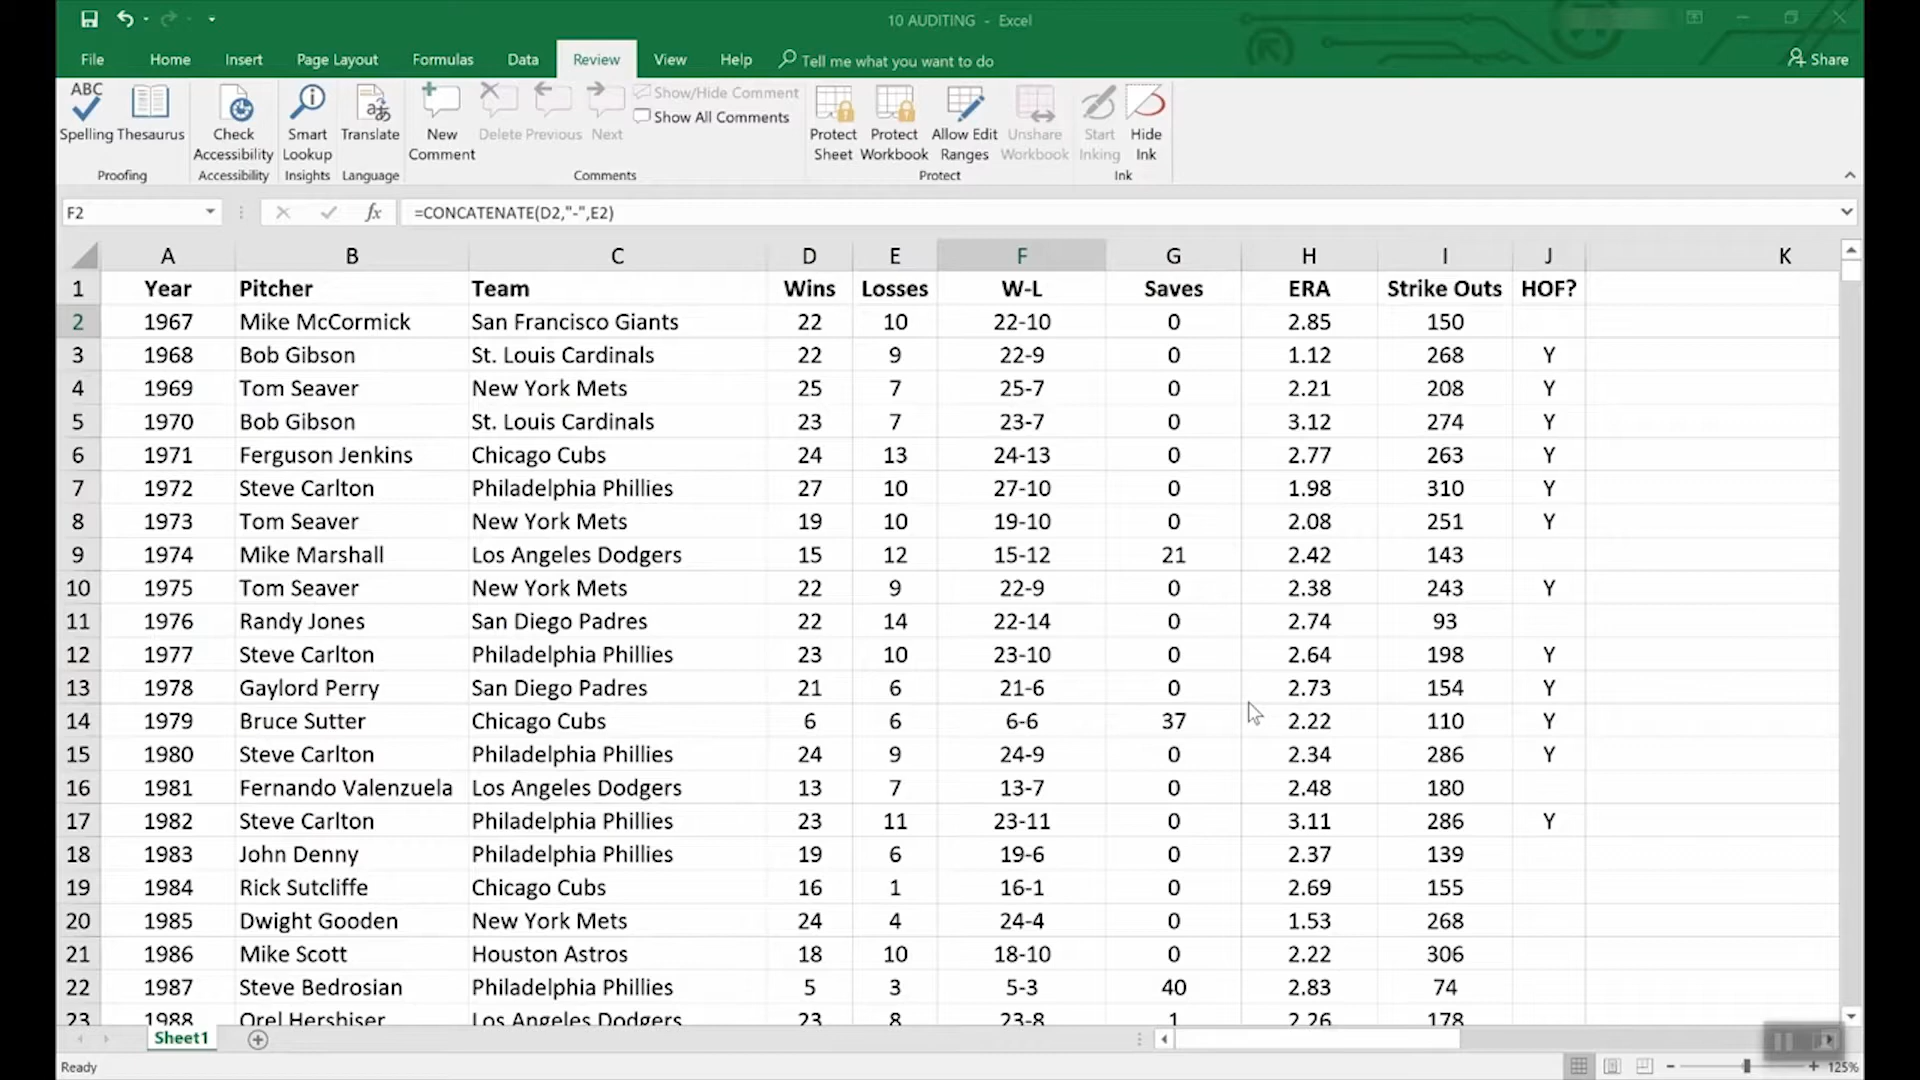 10 AUDITING - Excel
File Home Insert Page Layout Formulas Data Review View Help Tell me what you want to do Share
ABC
Spelling Thesaurus Check Accessibility Smart Lookup Translate New Comment Delete Previous Next Show/Hide Comment Show All Comments Protect Sheet Protect Workbook Allow Edit Ranges Unshare Workbook Start Inking Hide Ink
Proofing Accessibility Insights Language Comments Protect Ink
F2 fx =CONCATENATE(D2,"-",E2)
A B C D E F G H I J K
1 Year Pitcher Team Wins Losses W-L Saves ERA Strike Outs HOF?
2 1967 Mike McCormick San Francisco Giants 22 10 22-10 0 2.85 150
3 1968 Bob Gibson St. Louis Cardinals 22 9 22-9 0 1.12 268 Y
4 1969 Tom Seaver New York Mets 25 7 25-7 0 2.21 208 Y
5 1970 Bob Gibson St. Louis Cardinals 23 7 23-7 0 3.12 274 Y
6 1971 Ferguson Jenkins Chicago Cubs 24 13 24-13 0 2.77 263 Y
7 1972 Steve Carlton Philadelphia Phillies 27 10 27-10 0 1.98 310 Y
8 1973 Tom Seaver New York Mets 19 10 19-10 0 2.08 251 Y
9 1974 Mike Marshall Los Angeles Dodgers 15 12 15-12 21 2.42 143
10 1975 Tom Seaver New York Mets 22 9 22-9 0 2.38 243 Y
11 1976 Randy Jones San Diego Padres 22 14 22-14 0 2.74 93
12 1977 Steve Carlton Philadelphia Phillies 23 10 23-10 0 2.64 198 Y
13 1978 Gaylord Perry San Diego Padres 21 6 21-6 0 2.73 154 Y
14 1979 Bruce Sutter Chicago Cubs 6 6 6-6 37 2.22 110 Y
15 1980 Steve Carlton Philadelphia Phillies 24 9 24-9 0 2.34 286 Y
16 1981 Fernando Valenzuela Los Angeles Dodgers 13 7 13-7 0 2.48 180
17 1982 Steve Carlton Philadelphia Phillies 23 11 23-11 0 3.11 286 Y
18 1983 John Denny Philadelphia Phillies 19 6 19-6 0 2.37 139
19 1984 Rick Sutcliffe Chicago Cubs 16 1 16-1 0 2.69 155
20 1985 Dwight Gooden New York Mets 24 4 24-4 0 1.53 268
21 1986 Mike Scott Houston Astros 18 10 18-10 0 2.22 306
22 1987 Steve Bedrosian Philadelphia Phillies 5 3 5-3 40 2.83 74
23 1988 Orel Hershiser Los Angeles Dodgers 23 8 23-8 1 2.26 178
Sheet1
Ready 125%